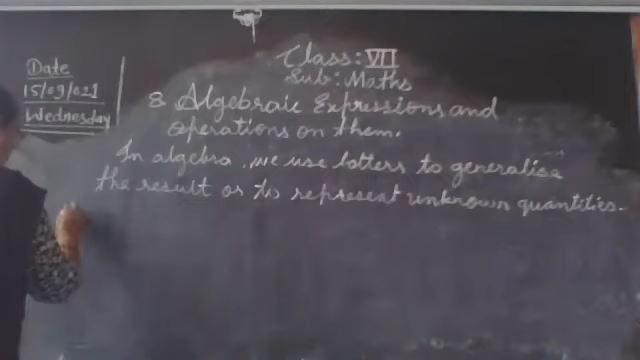 Class: VII
Sub: Maths
Date
15/09/021
Wednesday
8 Algebraic Expressions and
operations on them.
In algebra, we use letters to generalise
the result or to represent unknown quantities.